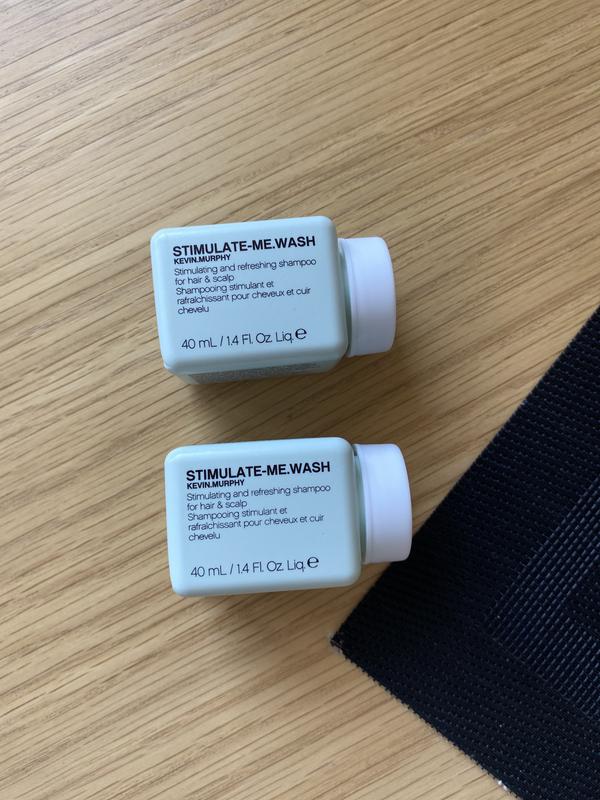 STIMULATE-ME.WASH
KEVIN.MURPHY
Stimulating and refreshing shampoo
for hair & scalp
Shampooing stimulant et
rafraîchissant pour cheveux et cuir
chevelu
40 mL / 1.4 Fl. Oz. Liq. ℮
STIMULATE-ME.WASH
KEVIN.MURPHY
Stimulating and refreshing shampoo
for hair & scalp
Shampooing stimulant et
rafraîchissant pour cheveux et cuir
chevelu
40 mL / 1.4 Fl. Oz. Liq. ℮